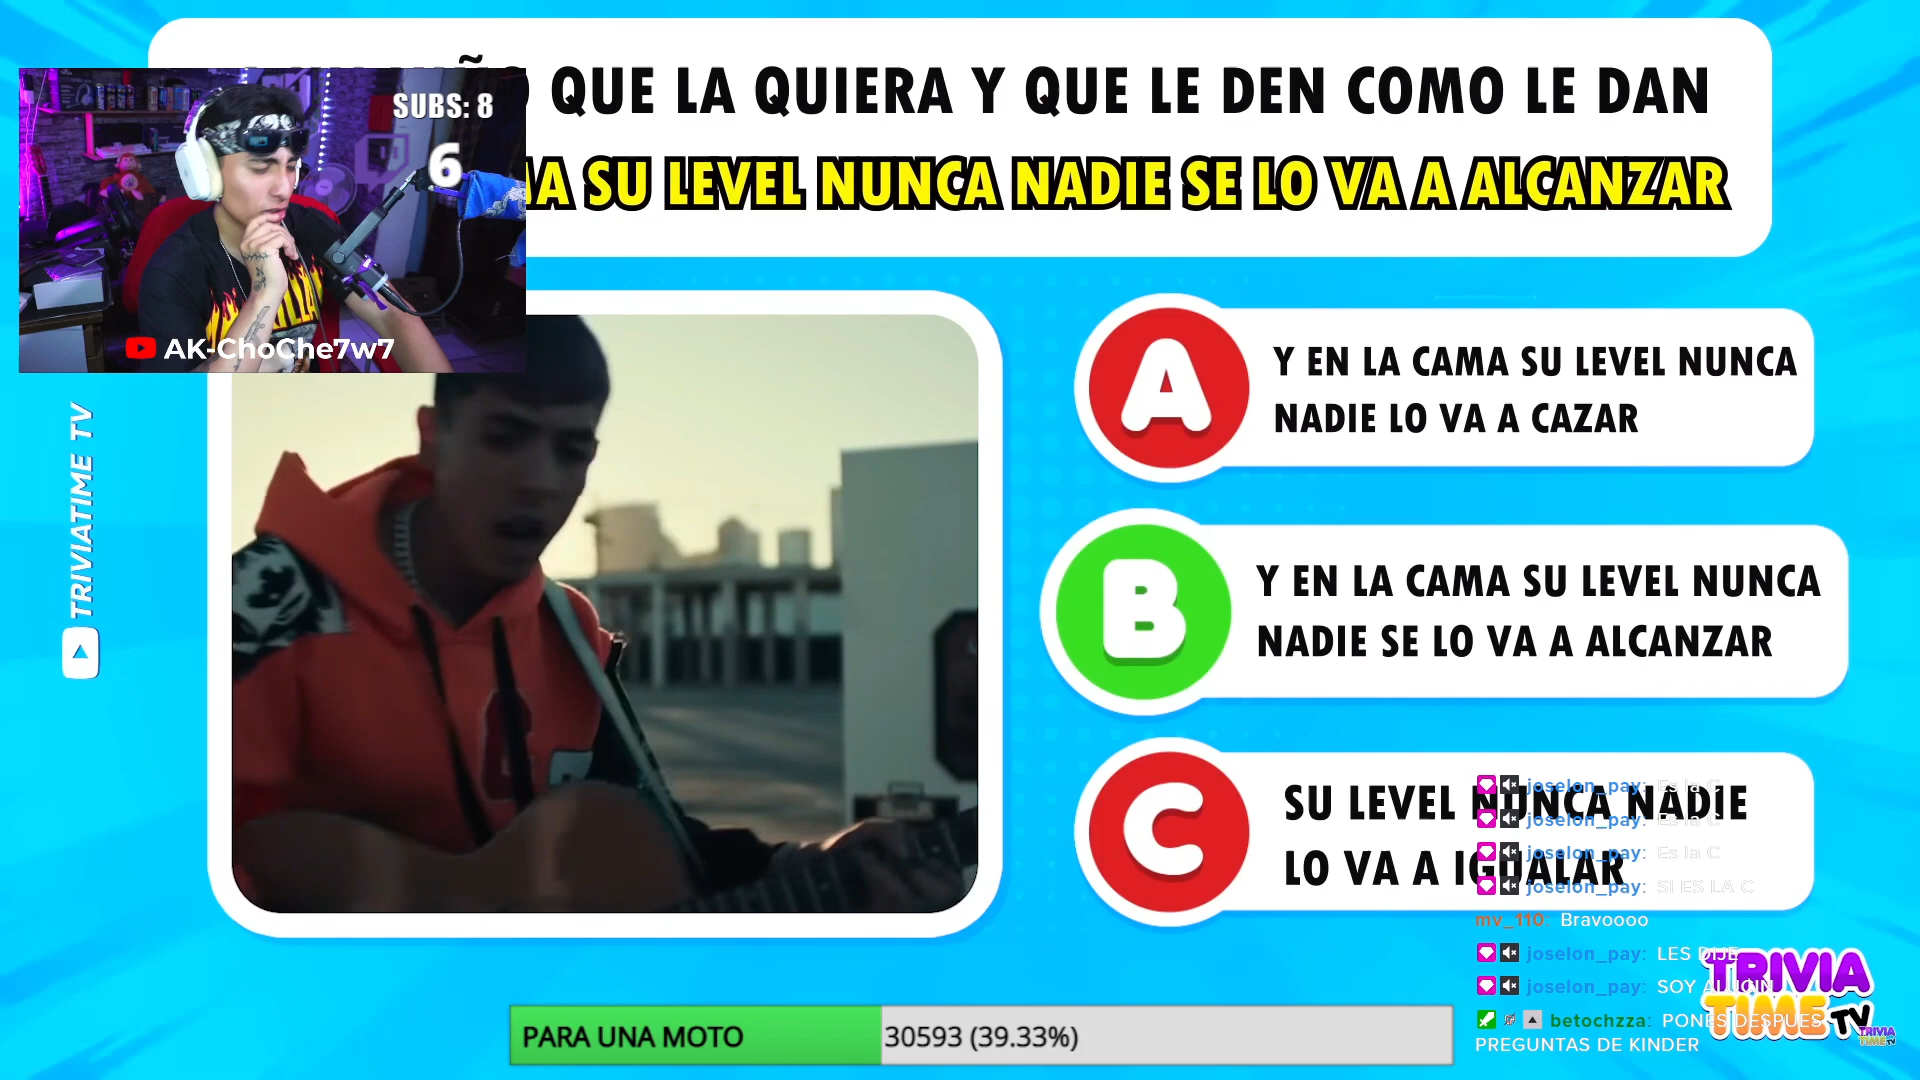 QUE LA QUIERA Y QUE LE DEN COMO LE DAN
SU LEVEL NUNCA NADIE SE LO VA A ALCANZAR
SUBS: 8
6
AK-ChoChe7w7
TRIVIATIME TV
A
Y EN LA CAMA SU LEVEL NUNCA
NADIE LO VA A CAZAR
B
Y EN LA CAMA SU LEVEL NUNCA
NADIE SE LO VA A ALCANZAR
C
SU LEVEL NUNCA NADIE
LO VA A IGUALAR
joselon_pay: Es la C
joselon_pay: Es la C
joselon_pay: Es la C
joselon_pay: SI ES LA C
mv_110: Bravoooo
joselon_pay: LES DIJE
joselon_pay: SOY
betochzza: PONES DESPUES
PREGUNTAS DE KINDER
TRIVIA
TIME TV
TRIVIA
TIME TV
PARA UNA MOTO
30593 (39.33%)